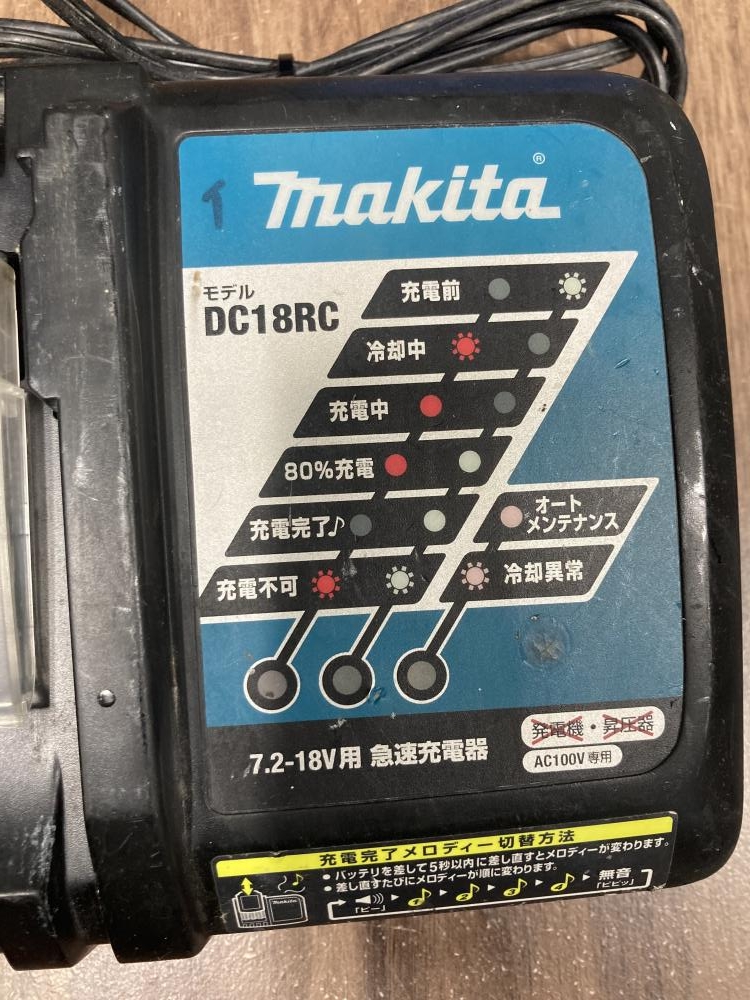 makita®
モデル
DC18RC
充電前
冷却中
充電中
80%充電
充電完了♪
充電不可
オート
メンテナンス
冷却異常
7.2-18V用 急速充電器
発電機・昇圧器
AC100V専用
充電完了メロディー切替方法
● バッテリを差して5秒以内に差し直すとメロディーが変わります。
● 差し直すたびにメロディーが順に変わります。
makita
「ピー」
1 2 3 4
無音
「ピピッ」